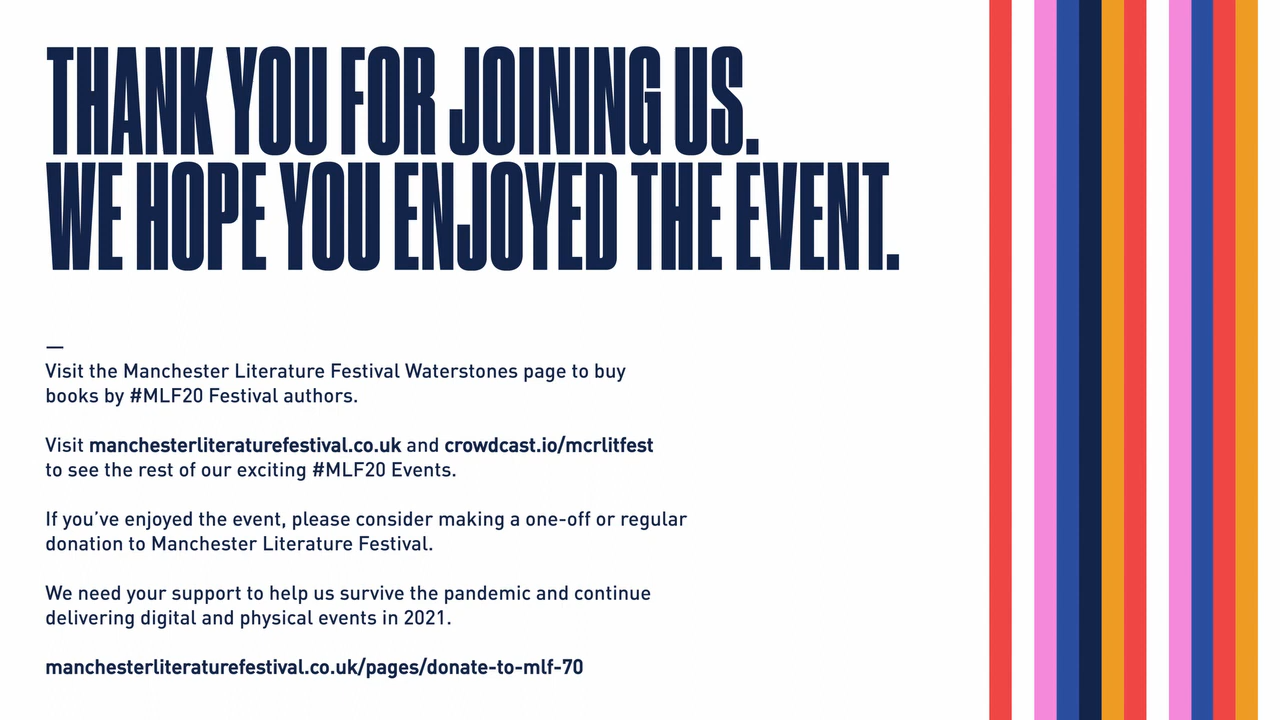 THANK YOU FOR JOINING US.
WE HOPE YOU ENJOYED THE EVENT.
—
Visit the Manchester Literature Festival Waterstones page to buy
books by #MLF20 Festival authors.
Visit manchesterliteraturefestival.co.uk and crowdcast.io/mcrlitfest
to see the rest of our exciting #MLF20 Events.
If you’ve enjoyed the event, please consider making a one-off or regular
donation to Manchester Literature Festival.
We need your support to help us survive the pandemic and continue
delivering digital and physical events in 2021.
manchesterliteraturefestival.co.uk/pages/donate-to-mlf-70